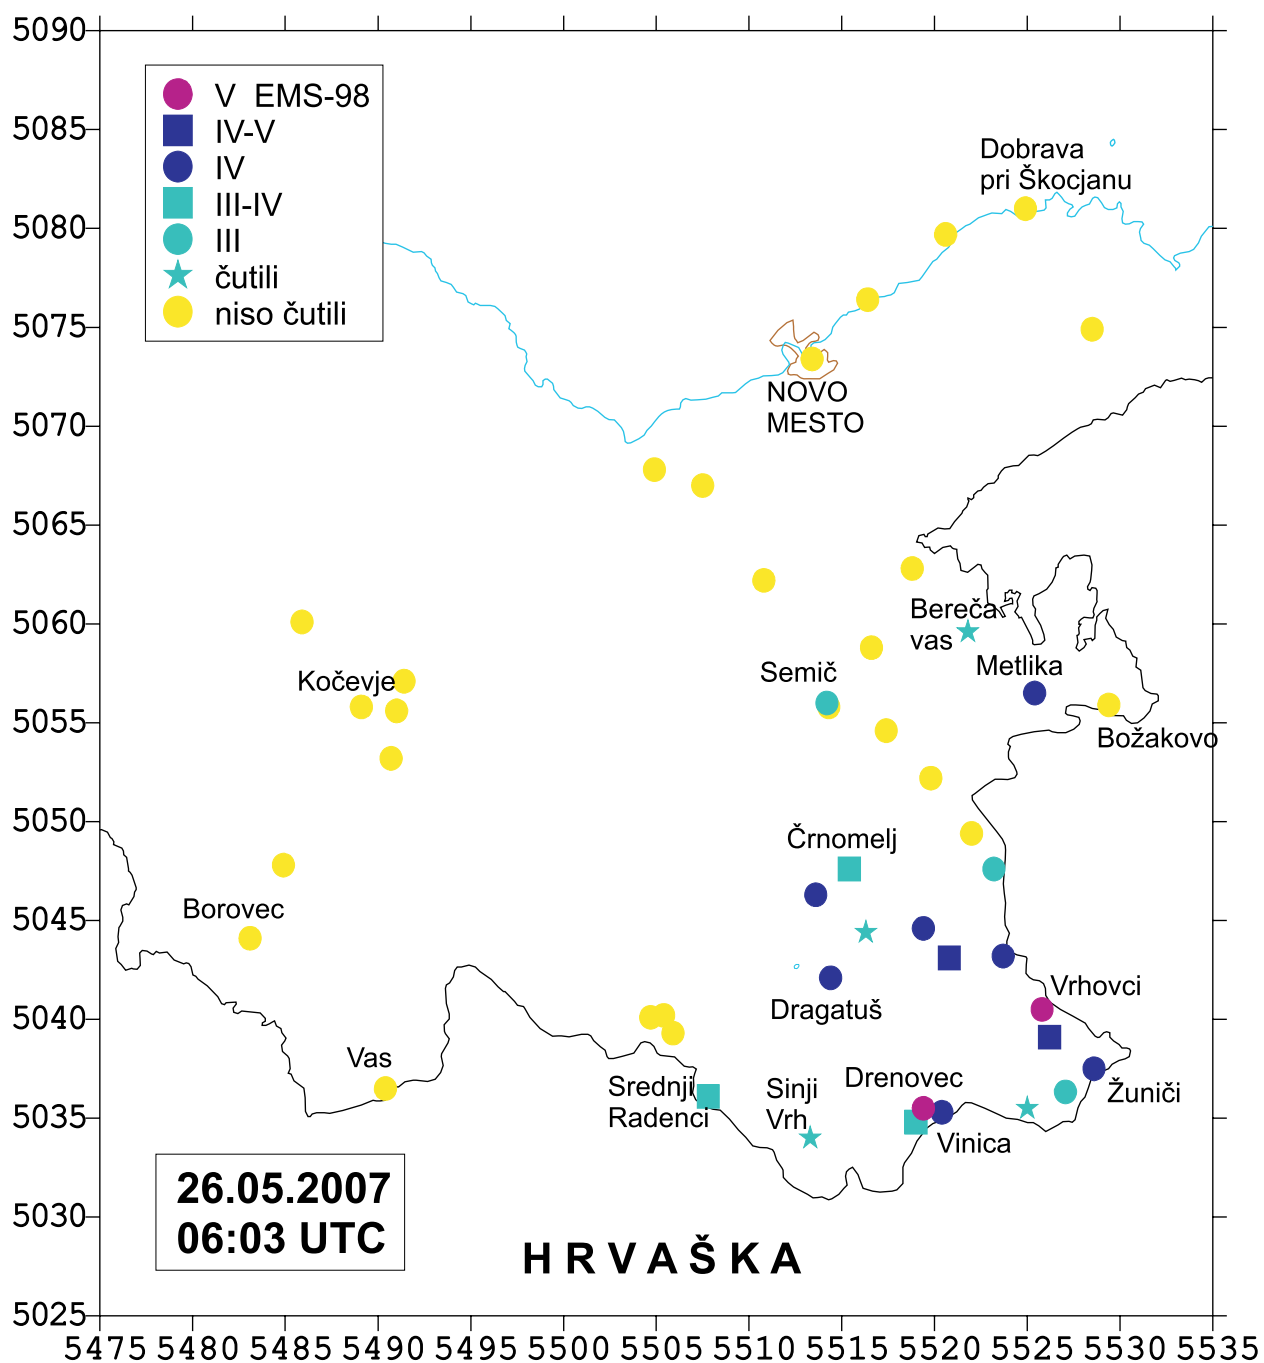 5090
5085
5080
5075
5070
5065
5060
5055
5050
5045
5040
5035
5030
5025
V EMS-98
IV-V
IV
III-IV
III
čutili
niso čutili
Dobrava
pri Škocjanu
NOVO
MESTO
Bereča
vas
Metlika
Semič
Kočevje
Božakovo
Črnomelj
Borovec
Vrhovci
Dragatuš
Vas
Drenovec
Srednji
Radenci
Sinji
Vrh
Žuniči
Vinica
26.05.2007
06:03 UTC
HRVAŠKA
5475 5480 5485 5490 5495 5500 5505 5510 5515 5520 5525 5530 5535